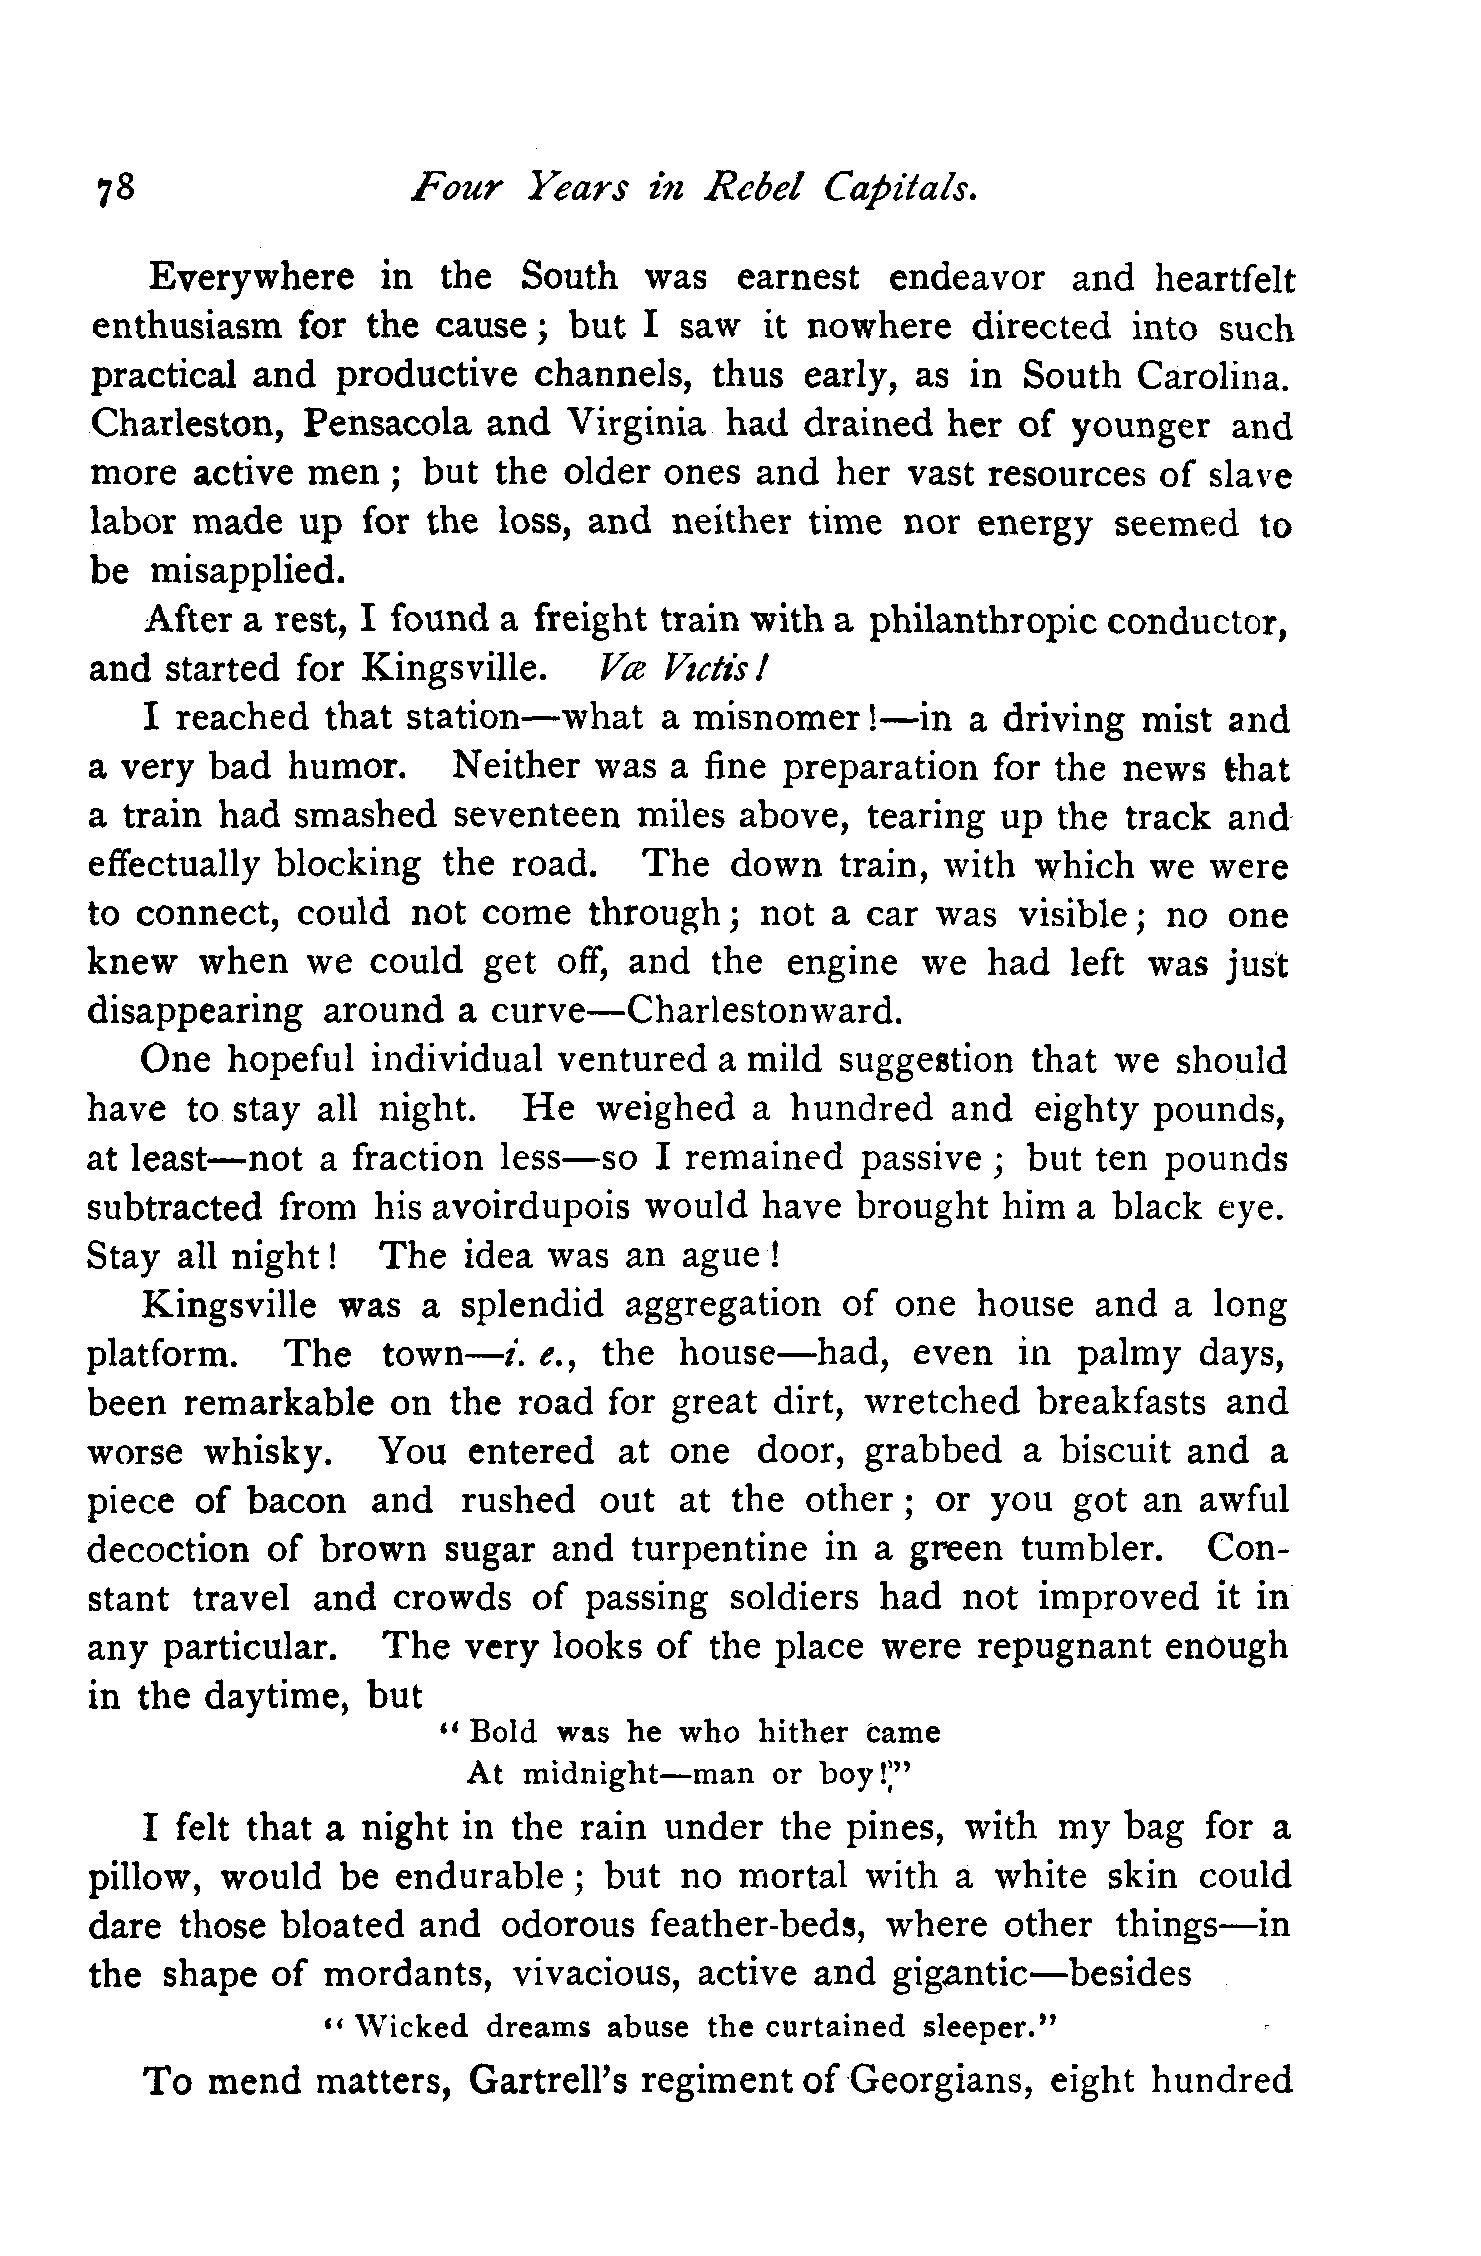 78 Four Years in Rebel Capitals.
Everywhere in the South was earnest endeavor and heartfelt
enthusiasm for the cause; but I saw it nowhere directed into such
practical and productive channels, thus early, as in South Carolina.
Charleston, Pensacola and Virginia had drained her of younger and
more active men; but the older ones and her vast resources of slave
labor made up for the loss, and neither time nor energy seemed to
be misapplied.
After a rest, I found a freight train with a philanthropic conductor,
and started for Kingsville. Væ Victis!
I reached that station—what a misnomer!—in a driving mist and
a very bad humor. Neither was a fine preparation for the news that
a train had smashed seventeen miles above, tearing up the track and
effectually blocking the road. The down train, with which we were
to connect, could not come through; not a car was visible; no one
knew when we could get off, and the engine we had left was just
disappearing around a curve—Charlestonward.
One hopeful individual ventured a mild suggestion that we should
have to stay all night. He weighed a hundred and eighty pounds,
at least—not a fraction less—so I remained passive; but ten pounds
subtracted from his avoirdupois would have brought him a black eye.
Stay all night! The idea was an ague!
Kingsville was a splendid aggregation of one house and a long
platform. The town—i. e., the house—had, even in palmy days,
been remarkable on the road for great dirt, wretched breakfasts and
worse whisky. You entered at one door, grabbed a biscuit and a
piece of bacon and rushed out at the other; or you got an awful
decoction of brown sugar and turpentine in a green tumbler. Con-
stant travel and crowds of passing soldiers had not improved it in
any particular. The very looks of the place were repugnant enough
in the daytime, but
"Bold was he who hither came
At midnight—man or boy!"
I felt that a night in the rain under the pines, with my bag for a
pillow, would be endurable; but no mortal with a white skin could
dare those bloated and odorous feather-beds, where other things—in
the shape of mordants, vivacious, active and gigantic—besides
"Wicked dreams abuse the curtained sleeper."
To mend matters, Gartrell's regiment of Georgians, eight hundred